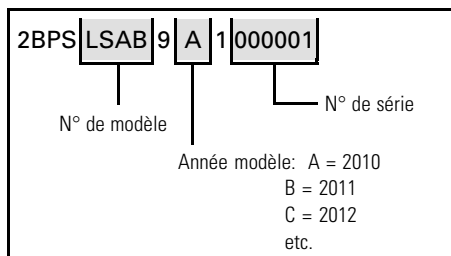 2BPS LSAB 9 A 1 000001
N° de série
N° de modèle
Année modèle: A = 2010
B = 2011
C = 2012
etc.